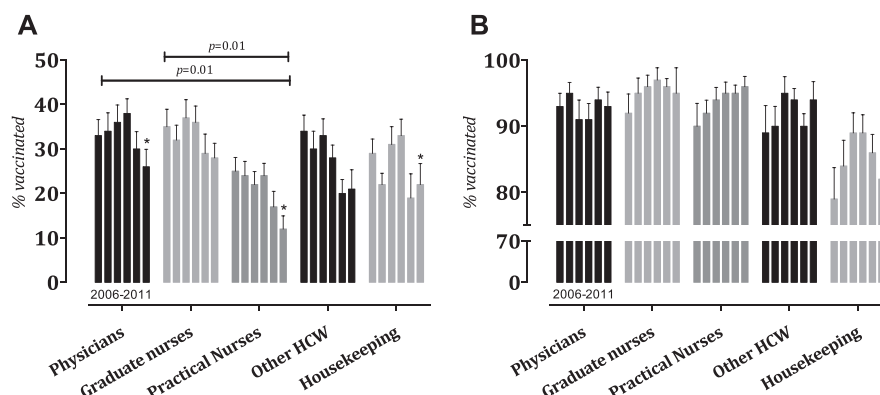 A
B
p=0.01
p=0.01
50
40
30
20
10
0
% vaccinated
*
*
*
2006-2011
Physicians
Graduate nurses
Practical Nurses
Other HCW
Housekeeping
100
90
80
70
0
% vaccinated
2006-2011
Physicians
Graduate nurses
Practical Nurses
Other HCW
Housekeeping